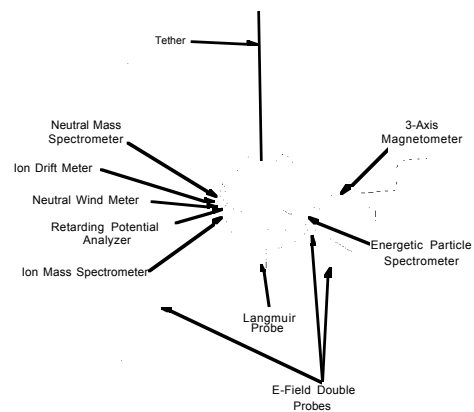 Tether
Neutral Mass
Spectrometer
Ion Drift Meter
Neutral Wind Meter
Retarding Potential
Analyzer
Ion Mass Spectrometer
3-Axis
Magnetometer
Energetic Particle
Spectrometer
Langmuir
Probe
E-Field Double
Probes